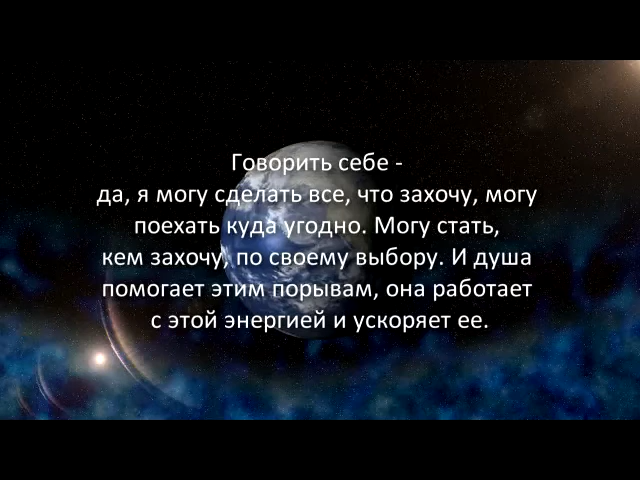 Говорить себе -
да, я могу сделать все, что захочу, могу
поехать куда угодно. Могу стать,
кем захочу, по своему выбору. И душа
помогает этим порывам, она работает
с этой энергией и ускоряет ее.